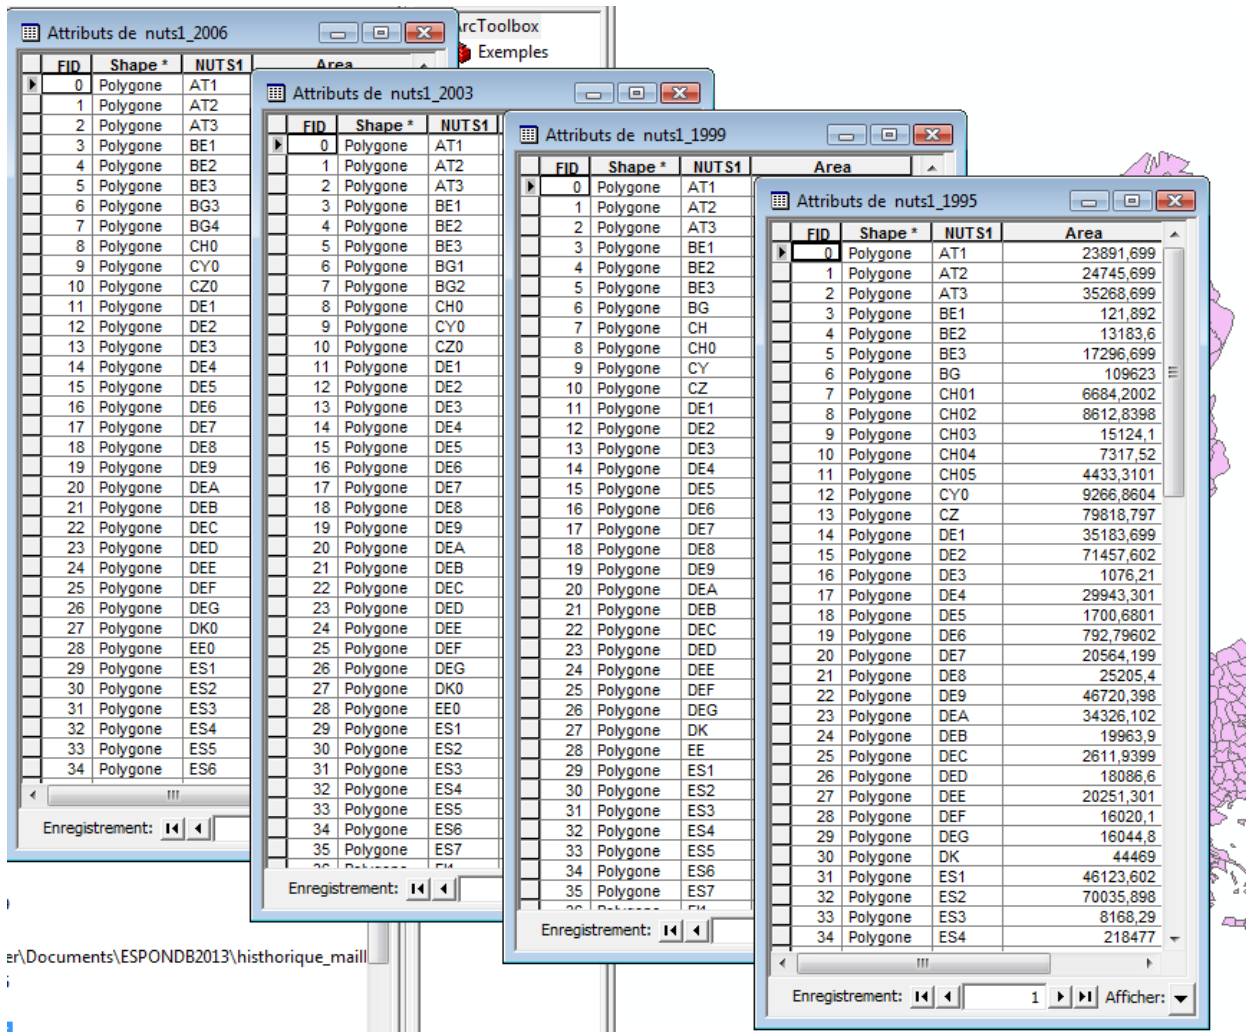 Attributs de nuts1_2006
FID Shape * NUTS1 Area
0 Polygone AT1
1 Polygone AT2
2 Polygone AT3
3 Polygone BE1
4 Polygone BE2
5 Polygone BE3
6 Polygone BG3
7 Polygone BG4
8 Polygone CH0
9 Polygone CY0
10 Polygone CZ0
11 Polygone DE1
12 Polygone DE2
13 Polygone DE3
14 Polygone DE4
15 Polygone DE5
16 Polygone DE6
17 Polygone DE7
18 Polygone DE8
19 Polygone DE9
20 Polygone DEA
21 Polygone DEB
22 Polygone DEC
23 Polygone DED
24 Polygone DEE
25 Polygone DEF
26 Polygone DEG
27 Polygone DK0
28 Polygone EE0
29 Polygone ES1
30 Polygone ES2
31 Polygone ES3
32 Polygone ES4
33 Polygone ES5
34 Polygone ES6
Enregistrement:
rcToolbox
Exemples
Attributs de nuts1_2003
FID Shape * NUTS1
0 Polygone AT1
1 Polygone AT2
2 Polygone AT3
3 Polygone BE1
4 Polygone BE2
5 Polygone BE3
6 Polygone BG1
7 Polygone BG2
8 Polygone CH0
9 Polygone CY0
10 Polygone CZ0
11 Polygone DE1
12 Polygone DE2
13 Polygone DE3
14 Polygone DE4
15 Polygone DE5
16 Polygone DE6
17 Polygone DE7
18 Polygone DE8
19 Polygone DE9
20 Polygone DEA
21 Polygone DEB
22 Polygone DEC
23 Polygone DED
24 Polygone DEE
25 Polygone DEF
26 Polygone DEG
27 Polygone DK0
28 Polygone EE0
29 Polygone ES1
30 Polygone ES2
31 Polygone ES3
32 Polygone ES4
33 Polygone ES5
34 Polygone ES6
35 Polygone ES7
Enregistrement:
Attributs de nuts1_1999
FID Shape * NUTS1 Area
0 Polygone AT1
1 Polygone AT2
2 Polygone AT3
3 Polygone BE1
4 Polygone BE2
5 Polygone BE3
6 Polygone BG
7 Polygone CH
8 Polygone CH0
9 Polygone CY
10 Polygone CZ
11 Polygone DE1
12 Polygone DE2
13 Polygone DE3
14 Polygone DE4
15 Polygone DE5
16 Polygone DE6
17 Polygone DE7
18 Polygone DE8
19 Polygone DE9
20 Polygone DEA
21 Polygone DEB
22 Polygone DEC
23 Polygone DED
24 Polygone DEE
25 Polygone DEF
26 Polygone DEG
27 Polygone DK
28 Polygone EE
29 Polygone ES1
30 Polygone ES2
31 Polygone ES3
32 Polygone ES4
33 Polygone ES5
34 Polygone ES6
35 Polygone ES7
Enregistrement:
Attributs de nuts1_1995
FID Shape * NUTS1 Area
0 Polygone AT1 23891,699
1 Polygone AT2 24745,699
2 Polygone AT3 35268,699
3 Polygone BE1 121,892
4 Polygone BE2 13183,6
5 Polygone BE3 17296,699
6 Polygone BG 109623
7 Polygone CH01 6684,2002
8 Polygone CH02 8612,8398
9 Polygone CH03 15124,1
10 Polygone CH04 7317,52
11 Polygone CH05 4433,3101
12 Polygone CY0 9266,8604
13 Polygone CZ 79818,797
14 Polygone DE1 35183,699
15 Polygone DE2 71457,602
16 Polygone DE3 1076,21
17 Polygone DE4 29943,301
18 Polygone DE5 1700,6801
19 Polygone DE6 792,79602
20 Polygone DE7 20564,199
21 Polygone DE8 25205,4
22 Polygone DE9 46720,398
23 Polygone DEA 34326,102
24 Polygone DEB 19963,9
25 Polygone DEC 2611,9399
26 Polygone DED 18086,6
27 Polygone DEE 20251,301
28 Polygone DEF 16020,1
29 Polygone DEG 16044,8
30 Polygone DK 44469
31 Polygone ES1 46123,602
32 Polygone ES2 70035,898
33 Polygone ES3 8168,29
34 Polygone ES4 218477
Enregistrement: 1 Afficher:
er\Documents\ESPONDB2013\histhorique_maill